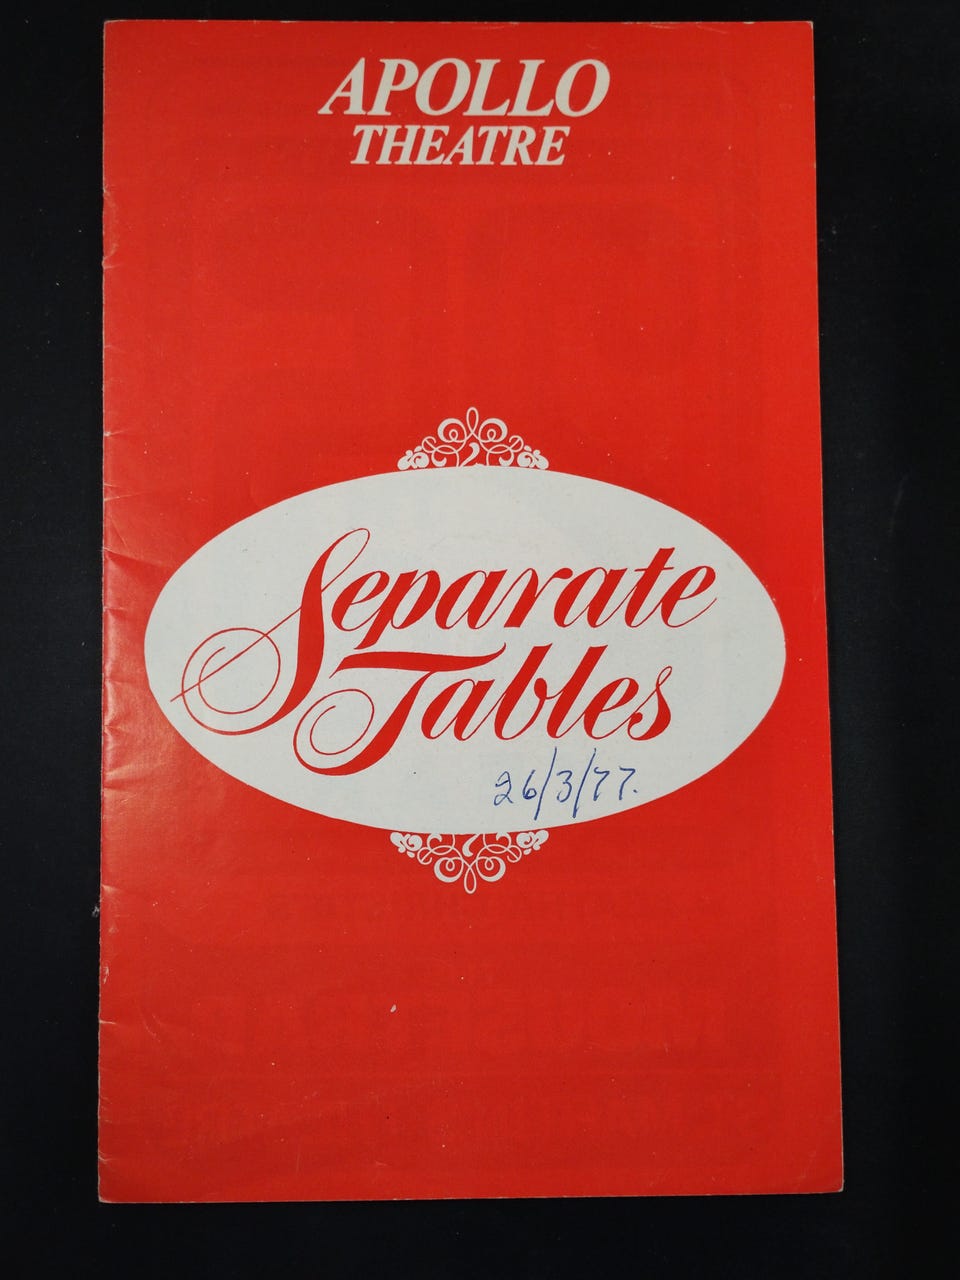 APOLLO
THEATRE
Separate
Tables
26/3/77.